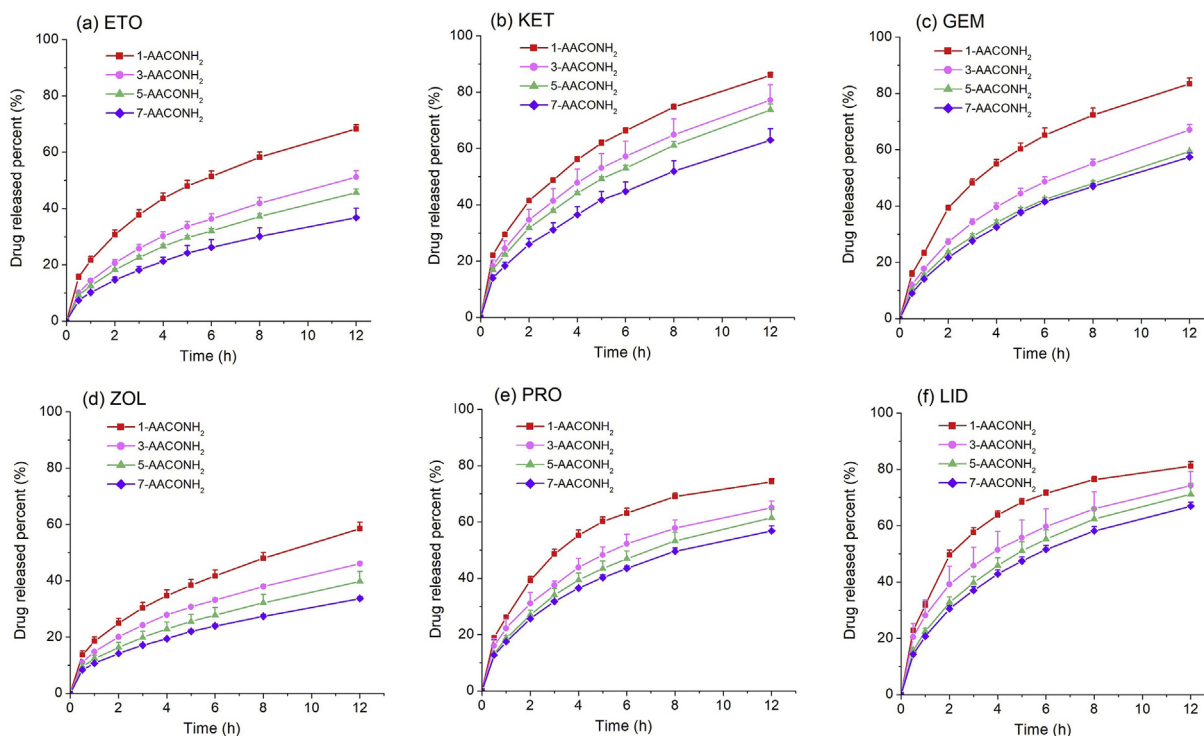 (a) ETO
1-AACONH₂
3-AACONH₂
5-AACONH₂
7-AACONH₂
Drug released percent (%)
100
80
60
40
20
0
0 2 4 6 8 10 12
Time (h)
(b) KET
1-AACONH₂
3-AACONH₂
5-AACONH₂
7-AACONH₂
Drug released percent (%)
100
80
60
40
20
0
0 2 4 6 8 10 12
Time (h)
(c) GEM
1-AACONH₂
3-AACONH₂
5-AACONH₂
7-AACONH₂
Drug released percent (%)
100
80
60
40
20
0
0 2 4 6 8 10 12
Time (h)
(d) ZOL
1-AACONH₂
3-AACONH₂
5-AACONH₂
7-AACONH₂
Drug released percent (%)
100
80
60
40
20
0
0 2 4 6 8 10 12
Time (h)
(e) PRO
1-AACONH₂
3-AACONH₂
5-AACONH₂
7-AACONH₂
Drug released percent (%)
100
80
60
40
20
0
0 2 4 6 8 10 12
Time (h)
(f) LID
1-AACONH₂
3-AACONH₂
5-AACONH₂
7-AACONH₂
Drug released percent (%)
100
80
60
40
20
0
0 2 4 6 8 10 12
Time (h)